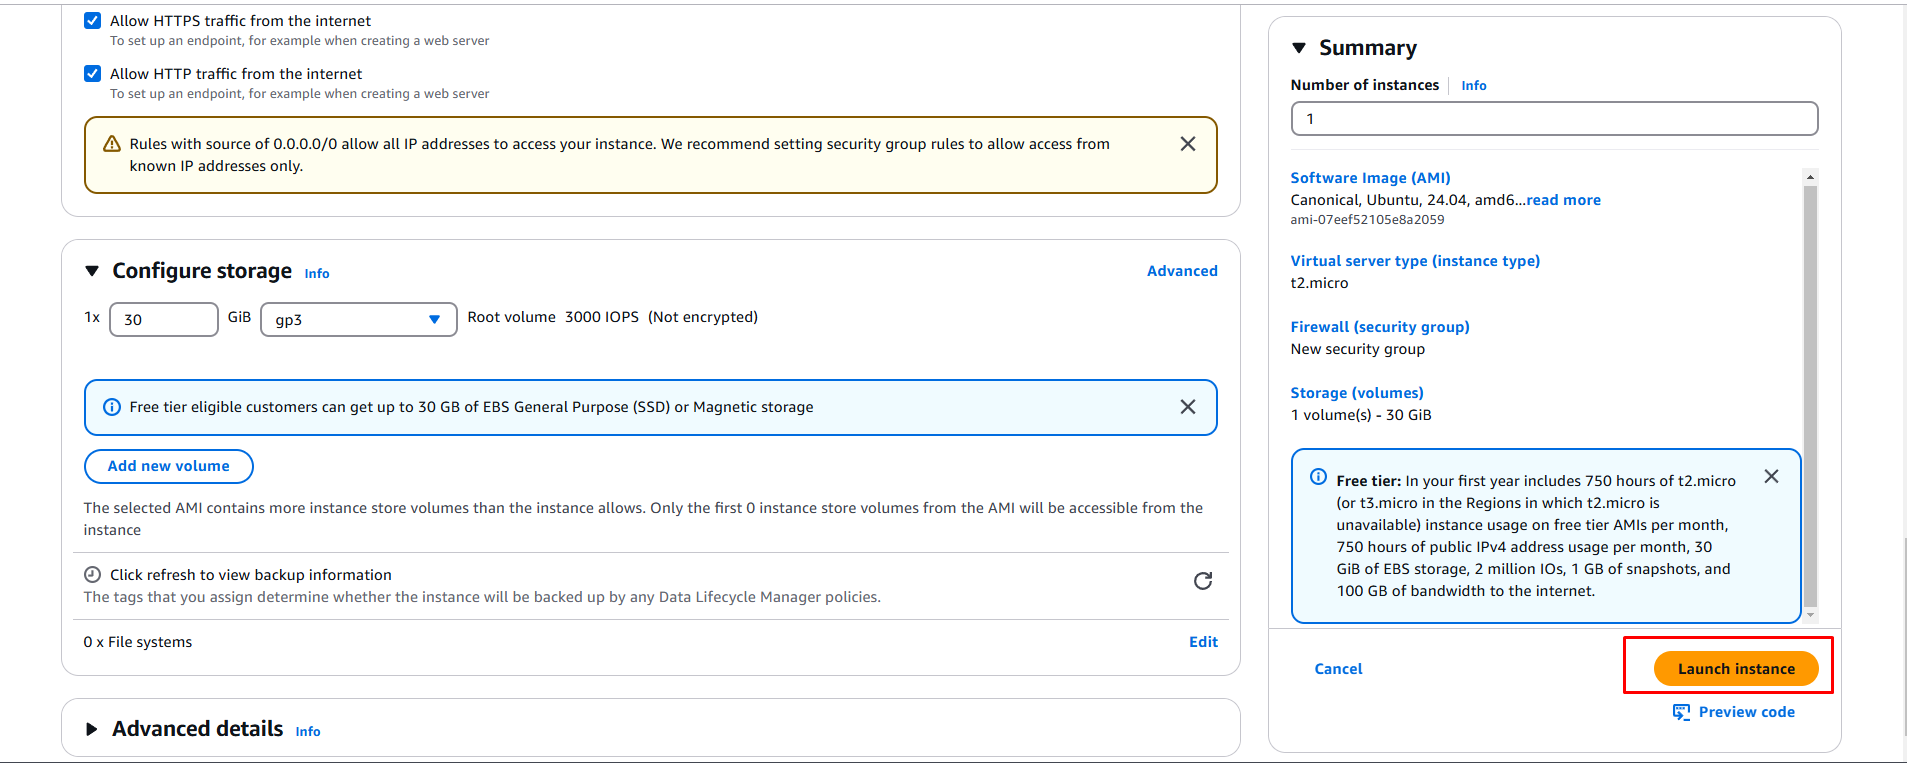 Allow HTTPS traffic from the internet
To set up an endpoint, for example when creating a web server
Allow HTTP traffic from the internet
To set up an endpoint, for example when creating a web server
Rules with source of 0.0.0.0/0 allow all IP addresses to access your instance. We recommend setting security group rules to allow access from
known IP addresses only.
Configure storage Info
Advanced
1x 30 GiB gp3 Root volume 3000 IOPS (Not encrypted)
Free tier eligible customers can get up to 30 GB of EBS General Purpose (SSD) or Magnetic storage
Add new volume
The selected AMI contains more instance store volumes than the instance allows. Only the first 0 instance store volumes from the AMI will be accessible from the
instance
Click refresh to view backup information
The tags that you assign determine whether the instance will be backed up by any Data Lifecycle Manager policies.
0 x File systems
Edit
Advanced details Info
Summary
Number of instances Info
1
Software Image (AMI)
Canonical, Ubuntu, 24.04, amd6...read more
ami-07eef52105e8a2059
Virtual server type (instance type)
t2.micro
Firewall (security group)
New security group
Storage (volumes)
1 volume(s) - 30 GiB
Free tier: In your first year includes 750 hours of t2.micro
(or t3.micro in the Regions in which t2.micro is
unavailable) instance usage on free tier AMIs per month,
750 hours of public IPv4 address usage per month, 30
GiB of EBS storage, 2 million IOs, 1 GB of snapshots, and
100 GB of bandwidth to the internet.
Cancel
Launch instance
Preview code